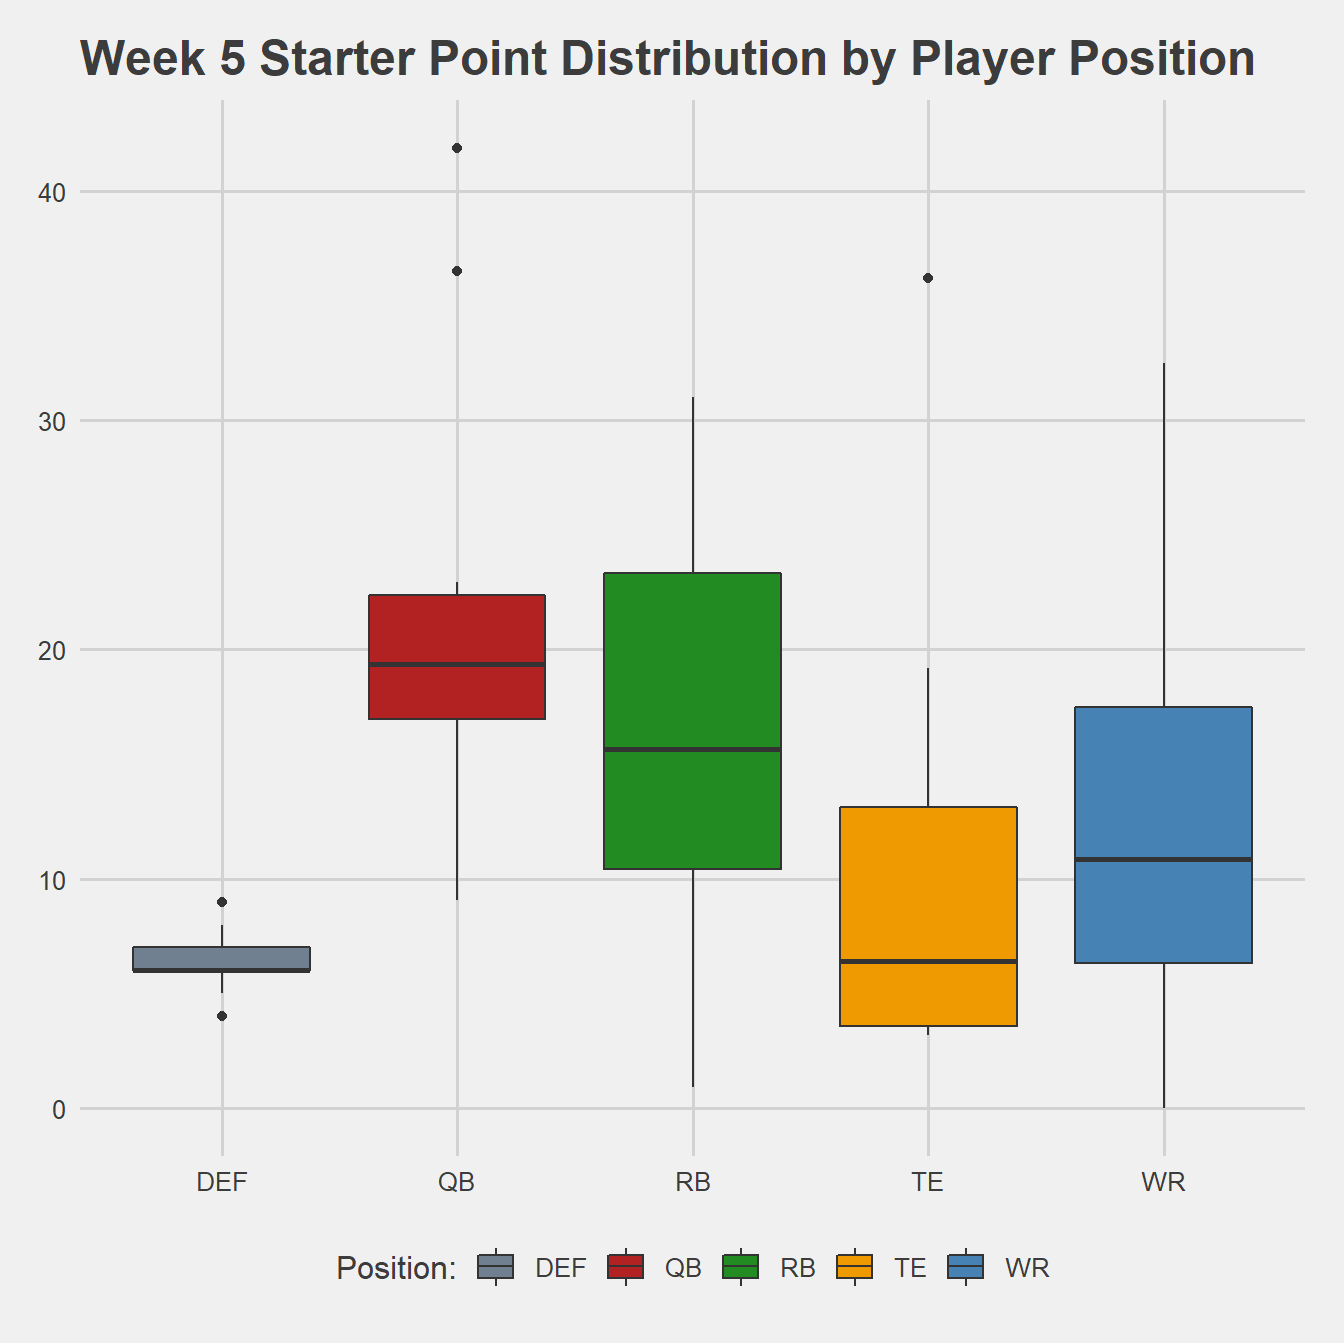 Week 5 Starter Point Distribution by Player Position
40
30
20
10
0
DEF QB RB TE WR
Position: DEF QB RB TE WR